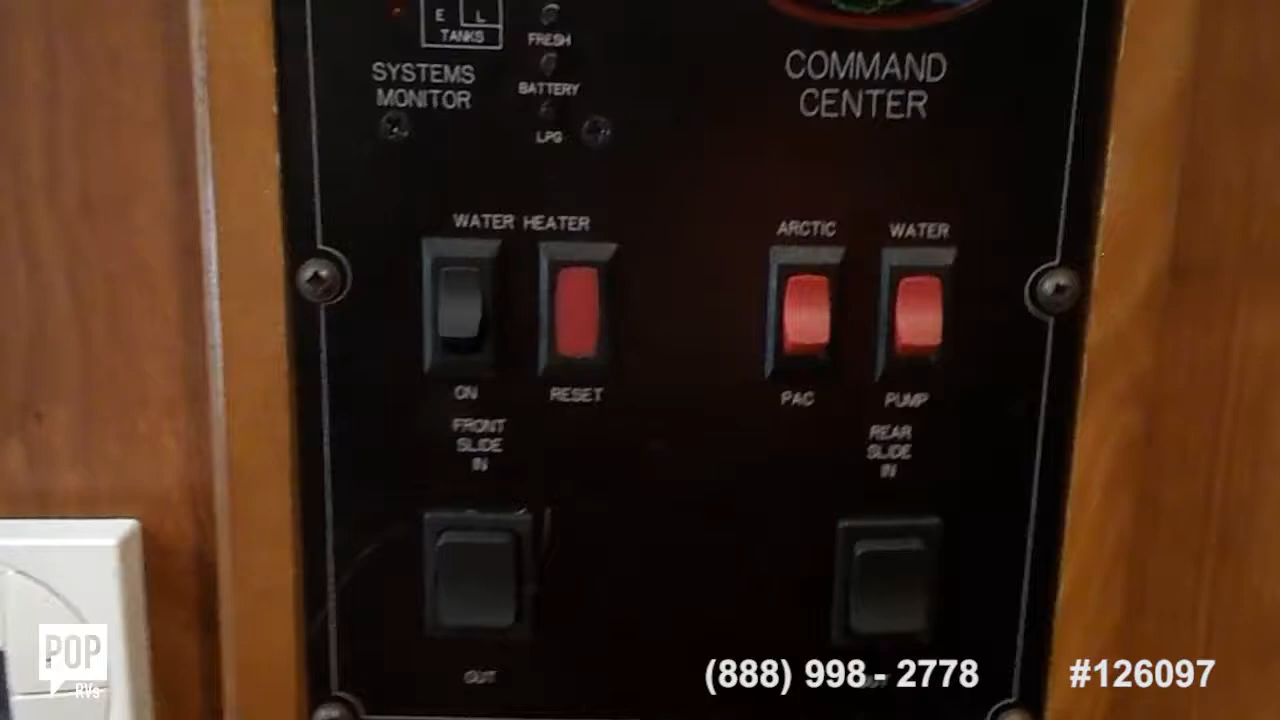 E L
TANKS
FRESH
SYSTEMS
MONITOR
BATTERY
LPG
COMMAND
CENTER
WATER HEATER
ARCTIC
WATER
ON
RESET
PAC
PUMP
FRONT
SLIDE
IN
REAR
SLIDE
IN
OUT
OUT
(888) 998 - 2778
#126097
POP
RVs